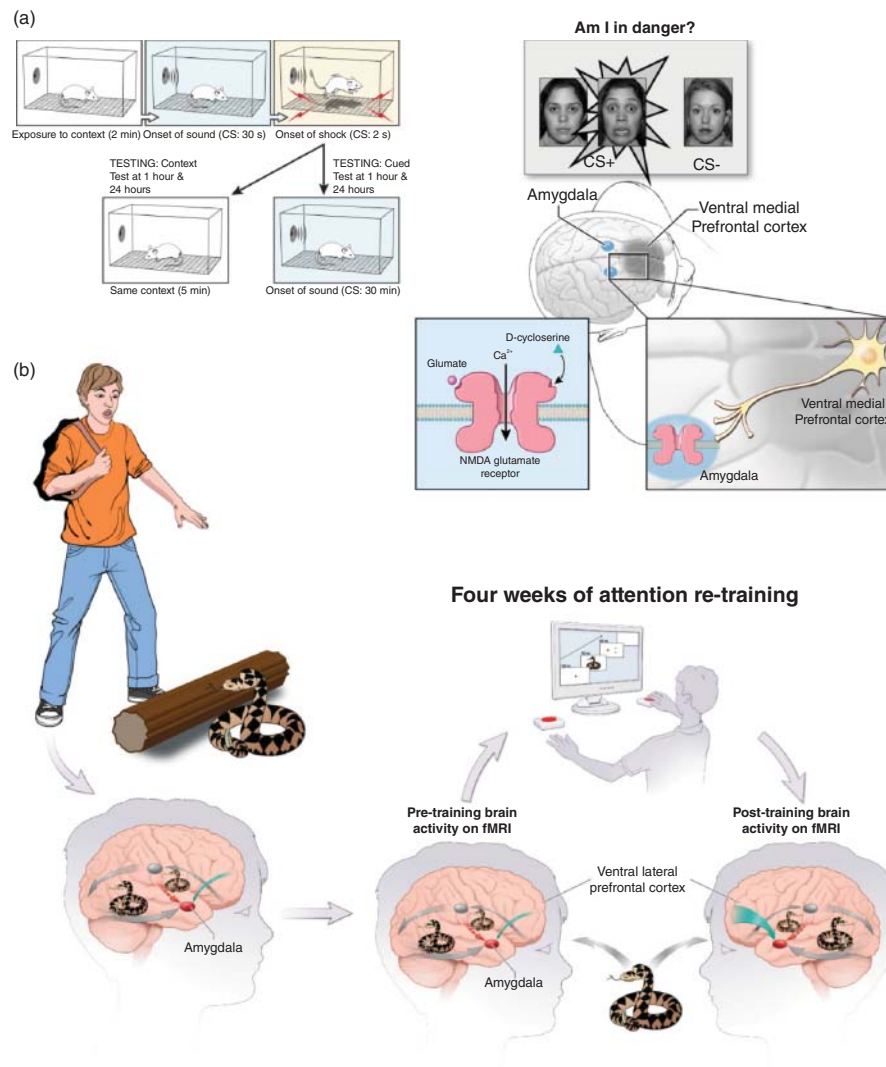 (a)
Exposure to context (2 min)
Onset of sound (CS: 30 s)
Onset of shock (CS: 2 s)
TESTING: Context
Test at 1 hour &
24 hours
TESTING: Cued
Test at 1 hour &
24 hours
Same context (5 min)
Onset of sound (CS: 30 min)
Am I in danger?
CS+
CS-
Amygdala
Ventral medial
Prefrontal cortex
D-cycloserine
Ca2+
Glumate
NMDA glutamate
receptor
Ventral medial
Prefrontal cortex
Amygdala
(b)
Four weeks of attention re-training
Amygdala
Pre-training brain
activity on fMRI
Post-training brain
activity on fMRI
Ventral lateral
prefrontal cortex
Amygdala